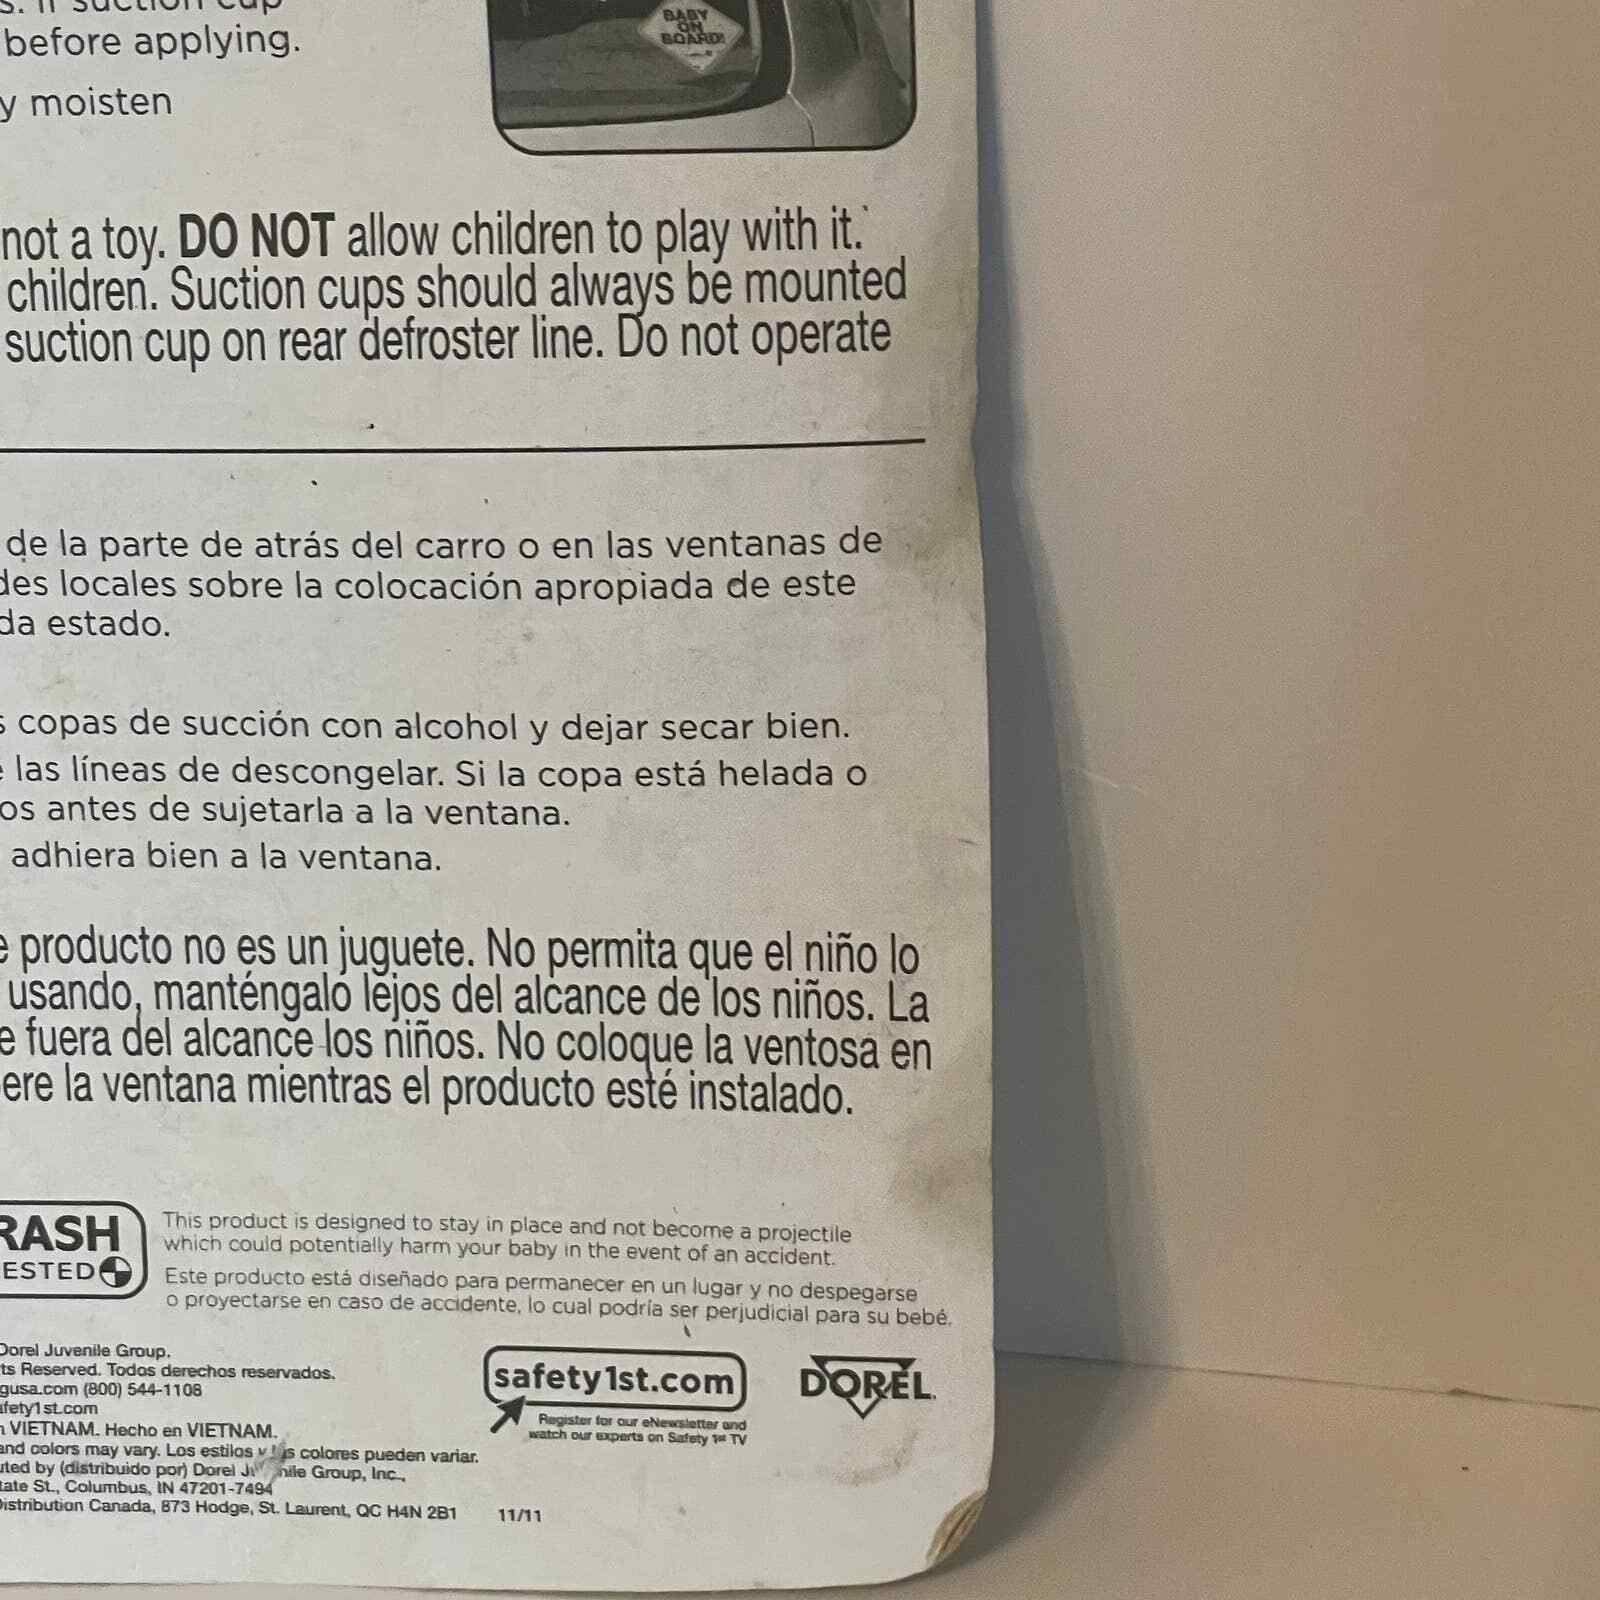 before applying.
y moisten
BABY
ON
BOARD!
not a toy. DO NOT allow children to play with it.
children. Suction cups should always be mounted
suction cup on rear defroster line. Do not operate
de la parte de atrás del carro o en las ventanas de
des locales sobre la colocación apropiada de este
da estado.
s copas de succión con alcohol y dejar secar bien.
e las líneas de descongelar. Si la copa está helada o
os antes de sujetarla a la ventana.
adhiera bien a la ventana.
e producto no es un juguete. No permita que el niño lo
usando, manténgalo lejos del alcance de los niños. La
e fuera del alcance los niños. No coloque la ventosa en
ere la ventana mientras el producto esté instalado.
RASH
ESTED
This product is designed to stay in place and not become a projectile
which could potentially harm your baby in the event of an accident.
Este producto está diseñado para permanecer en un lugar y no despegarse
o proyectarse en caso de accidente, lo cual podría ser perjudicial para su bebé.
Dorel Juvenile Group.
ts Reserved. Todos derechos reservados.
gusa.com (800) 544-1108
afety1st.com
n VIETNAM. Hecho en VIETNAM.
and colors may vary. Los estilos y colores pueden variar.
uted by (distribuido por) Dorel Group, Inc.,
tate St., Columbus, IN 47201-7494
Distribution Canada, 873 Hodge, St. Laurent, QC H4N 2B1
11/11
safety1st.com
Register for our eNewsletter and
watch our experts on Safety 1st TV
DOREL